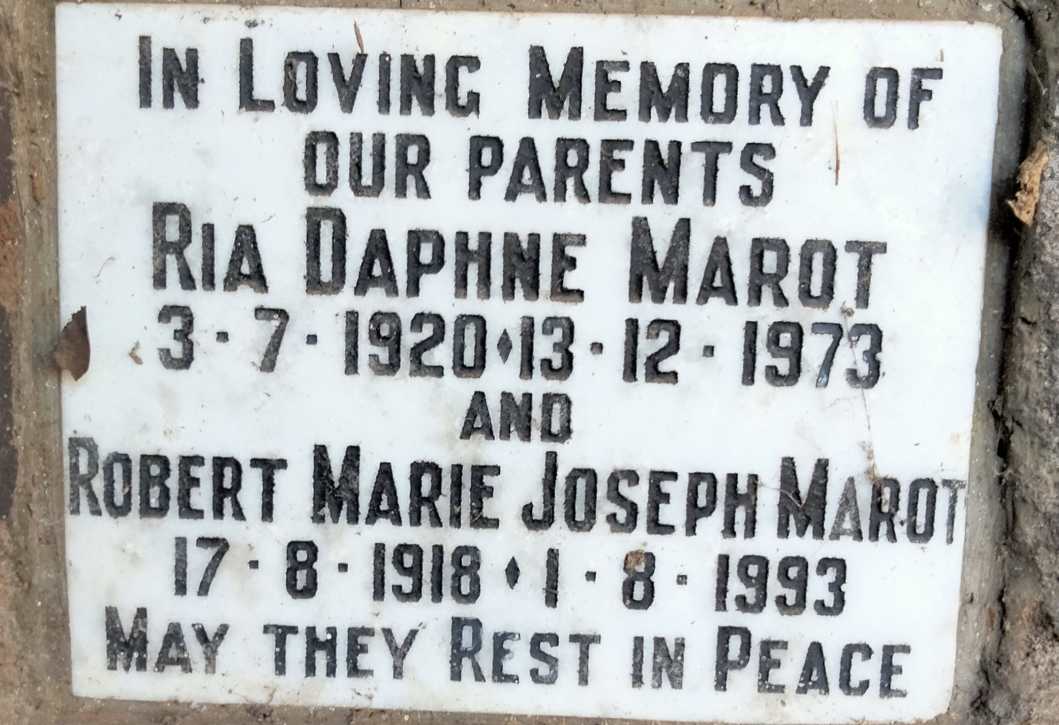 IN LOVING MEMORY OF
OUR PARENTS
RIA DAPHNE MAROT
3 · 7 · 1920 ♦ 13 · 12 · 1973
AND
ROBERT MARIE JOSEPH MAROT
17 · 8 · 1918 ♦ 1 · 8 · 1993
MAY THEY REST IN PEACE